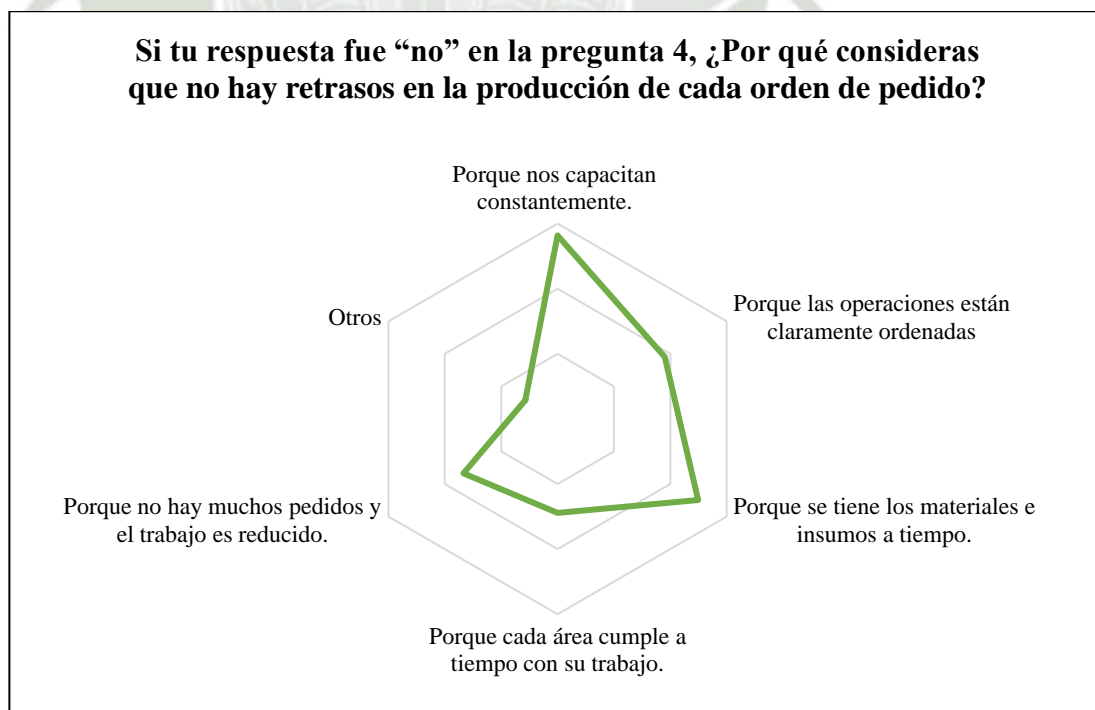 Si tu respuesta fue “no” en la pregunta 4, ¿Por qué consideras
que no hay retrasos en la producción de cada orden de pedido?
Porque nos capacitan
constantemente.
Porque las operaciones están
claramente ordenadas
Porque se tiene los materiales e
insumos a tiempo.
Porque cada área cumple a
tiempo con su trabajo.
Porque no hay muchos pedidos y
el trabajo es reducido.
Otros